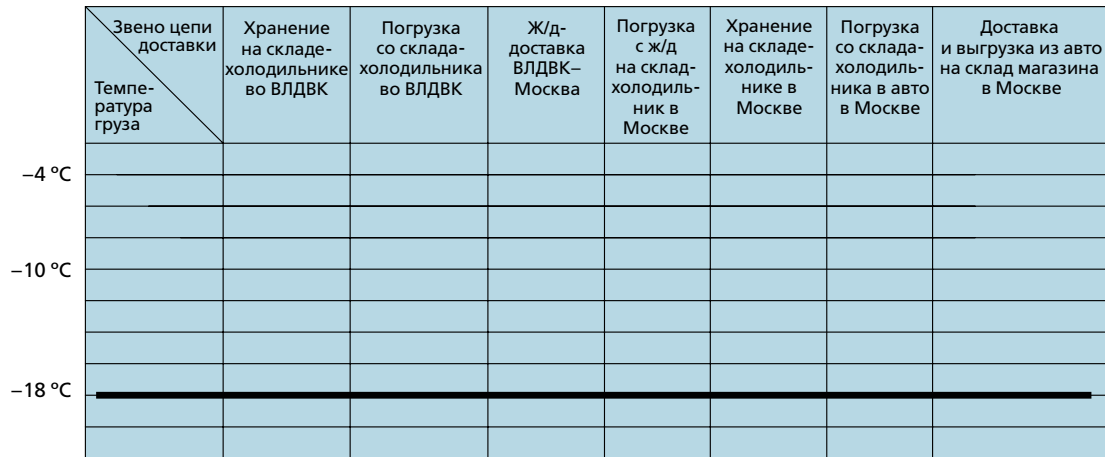 Звено цепи
доставки
Темпе-
ратура
груза
Хранение
на складе-
холодильнике
во ВЛДВК
Погрузка
со склада-
холодильника
во ВЛДВК
Ж/д-
доставка
ВЛДВК–
Москва
Погрузка
с ж/д
на склад-
холодиль-
ник в
Москве
Хранение
на складе-
холодиль-
нике в
Москве
Погрузка
со склада-
холодиль-
ника в авто
в Москве
Доставка
и выгрузка из авто
на склад магазина
в Москве
–4 °C
–10 °C
–18 °C